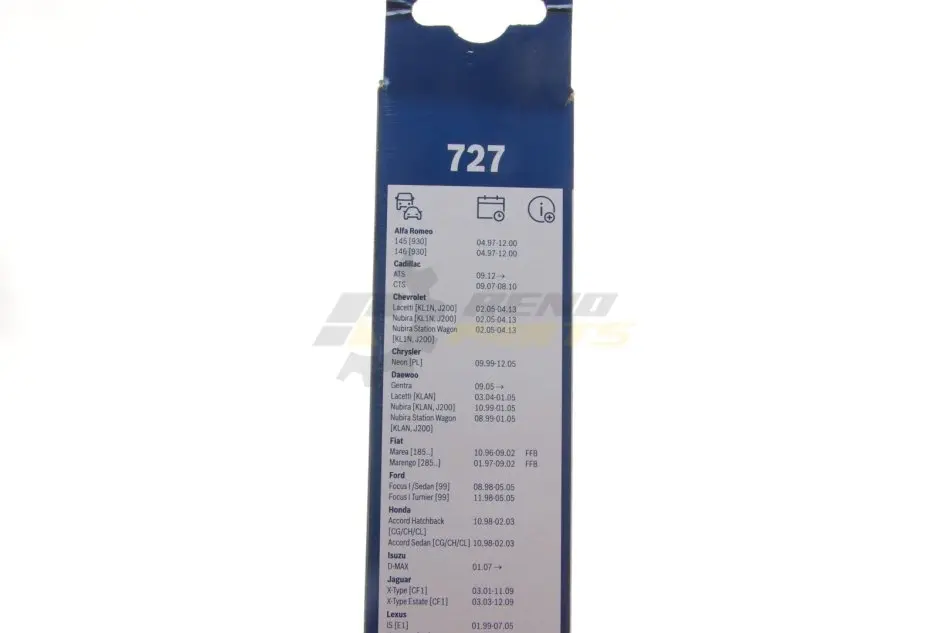 727
Alfa Romeo
145 [930] 04.97-12.00
146 [930] 04.97-12.00
Cadillac
ATS 09.12 →
CTS 09.07-08.10
Chevrolet
Lacetti [KL1N, J200] 02.05-04.13
Nubira [KL1N, J200] 02.05-04.13
Nubira Station Wagon 02.05-04.13
[KL1N, J200]
RENO
PARTS
Chrysler
Neon [PL] 09.99-12.05
Daewoo
Gentra 09.05 →
Lacetti [KLAN] 03.04-01.05
Nubira [KLAN, J200] 10.99-01.05
Nubira Station Wagon 08.99-01.05
[KLAN, J200]
Fiat
Marea [185..] 10.96-09.02 FFB
Marengo [285..] 01.97-09.02 FFB
Ford
Focus I /Sedan [99] 08.98-05.05
Focus I Turnier [99] 11.98-05.05
Honda
Accord Hatchback 10.98-02.03
[CG/CH/CL]
Accord Sedan [CG/CH/CL] 10.98-02.03
Isuzu
D-MAX 01.07 →
Jaguar
X-Type [CF1] 03.01-11.09
X-Type Estate [CF1] 03.03-12.09
Lexus
IS [E1] 01.99-07.05